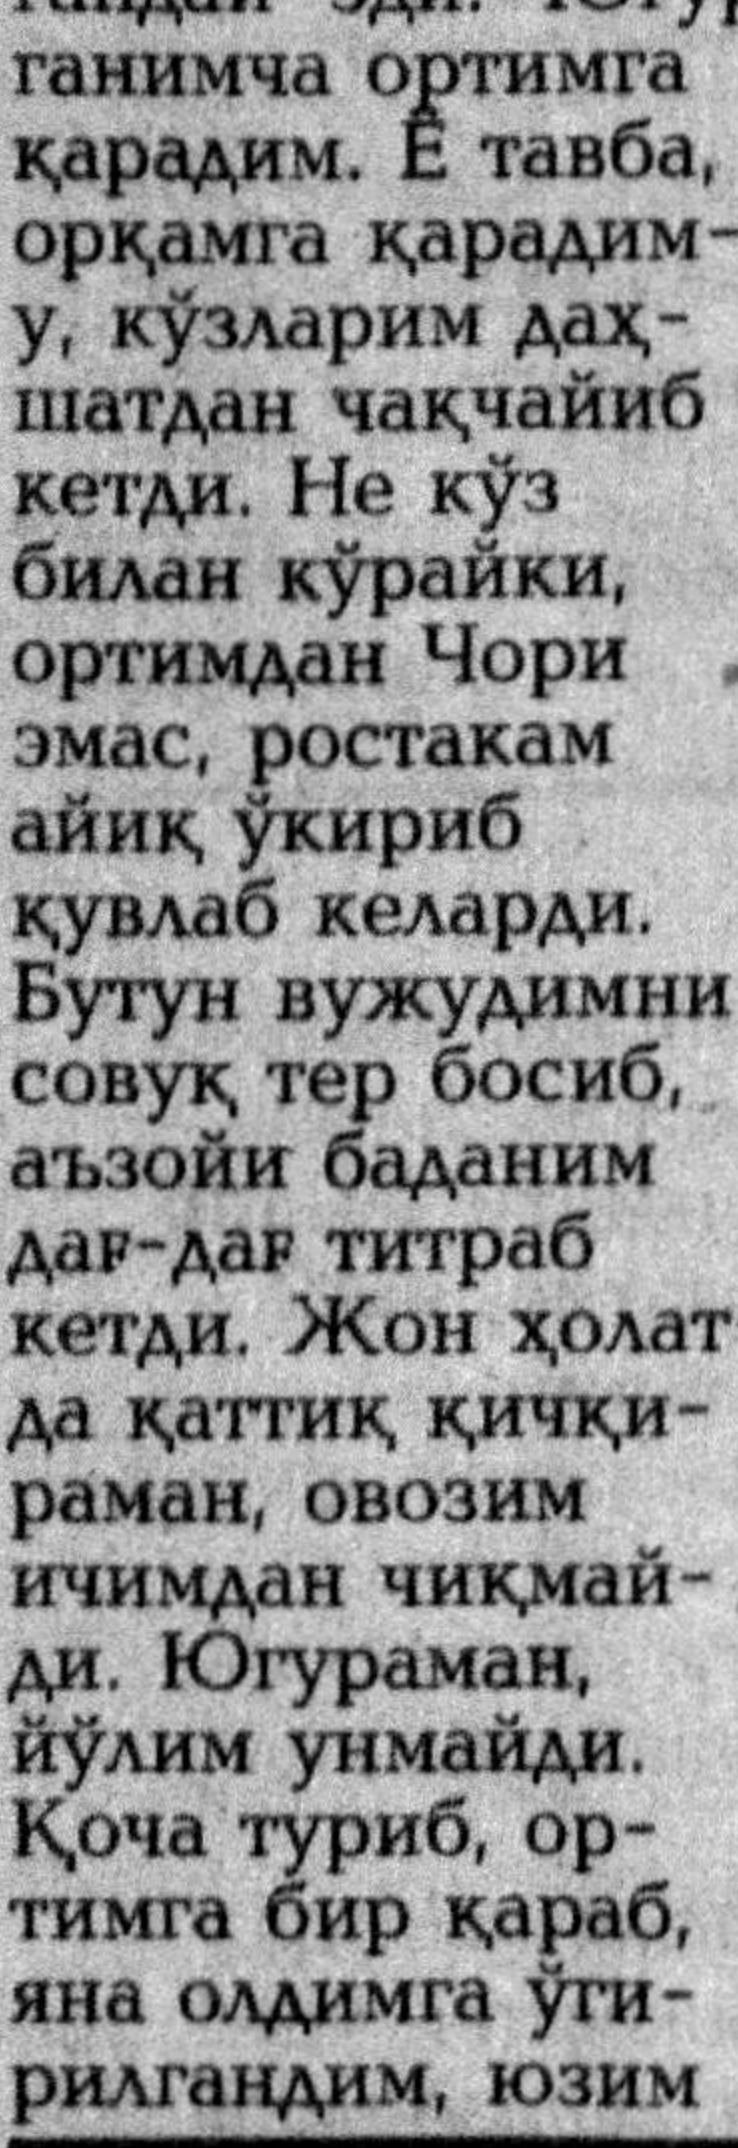 эди. Югур
ганимча ортимга
қарадим. Ё тавба,
орқамга қарадим-
у, кўзларим даҳ-
шатдан чақчайиб
кетди. Не кўз
билан кўрайки,
ортимдан Чори
эмас, ростакам
айиқ ўкириб
қувлаб келарди.
Бутун вужудимни
совуқ тер босиб,
аъзойи баданим
дағ-дағ титраб
кетди. Жон ҳолат-
да қаттиқ қичқи-
раман, овозим
ичимдан чиқмай-
ди. Югураман,
йўлим унмайди.
Қоча туриб, ор-
тимга бир қараб,
яна олдимга ўги-
рилгандим, юзим